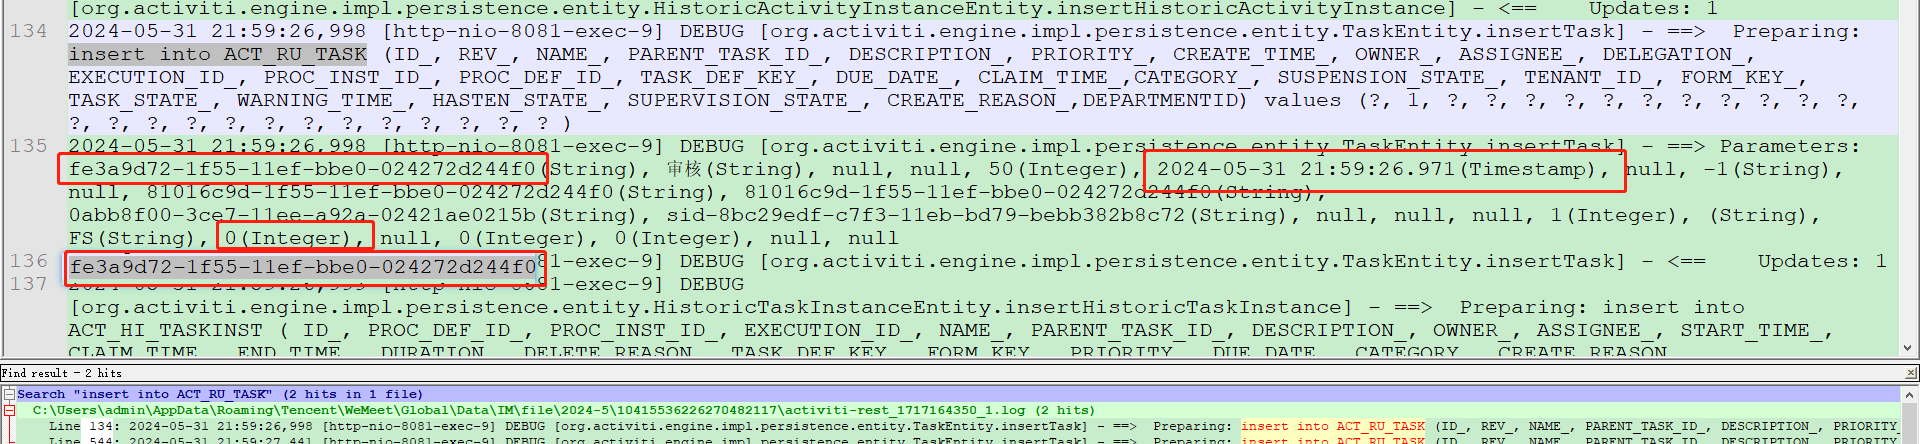 [org.activiti.engine.impl.persistence.entity.HistoricActivityInstanceEntity.insertHistoricActivityInstance] - <==    Updates: 1
134 2024-05-31 21:59:26,998 [http-nio-8081-exec-9] DEBUG [org.activiti.engine.impl.persistence.entity.TaskEntity.insertTask] - ==>  Preparing:
insert into ACT_RU_TASK (ID_, REV_, NAME_, PARENT_TASK_ID_, DESCRIPTION_, PRIORITY_, CREATE_TIME_, OWNER_, ASSIGNEE_, DELEGATION_,
EXECUTION_ID_, PROC_INST_ID_, PROC_DEF_ID_, TASK_DEF_KEY_, DUE_DATE_, CLAIM_TIME_,CATEGORY_, SUSPENSION_STATE_, TENANT_ID_, FORM_KEY_,
TASK_STATE_, WARNING_TIME_, HASTEN_STATE_, SUPERVISION_STATE_, CREATE_REASON_,DEPARTMENTID) values (?, 1, ?, ?, ?, ?, ?, ?, ?, ?, ?, ?, ?,
?, ?, ?, ?, ?, ?, ?, ?, ?, ?, ?, ?, ? )
135 2024-05-31 21:59:26,998 [http-nio-8081-exec-9] DEBUG [org.activiti.engine.impl.persistence.entity.TaskEntity.insertTask] - ==> Parameters:
fe3a9d72-1f55-11ef-bbe0-024272d244f0(String), 审核(String), null, null, 50(Integer), 2024-05-31 21:59:26.971(Timestamp), null, -1(String),
null, 81016c9d-1f55-11ef-bbe0-024272d244f0(String), 81016c9d-1f55-11ef-bbe0-024272d244f0(String),
0abb8f00-3ce7-11ee-a92a-02421ae0215b(String), sid-8bc29edf-c7f3-11eb-bd79-bebb382b8c72(String), null, null, null, 1(Integer), (String),
FS(String), 0(Integer), null, 0(Integer), 0(Integer), null, null
136 fe3a9d72-1f55-11ef-bbe0-024272d244f0 81-exec-9] DEBUG [org.activiti.engine.impl.persistence.entity.TaskEntity.insertTask] - <==    Updates: 1
137 [http-nio-8081-exec-9] DEBUG
[org.activiti.engine.impl.persistence.entity.HistoricTaskInstanceEntity.insertHistoricTaskInstance] - ==>  Preparing: insert into
ACT_HI_TASKINST ( ID_, PROC_DEF_ID_, PROC_INST_ID_, EXECUTION_ID_, NAME_, PARENT_TASK_ID_, DESCRIPTION_, OWNER_, ASSIGNEE_, START_TIME_,
CLAIM_TIME_, END_TIME_, DURATION_, DELETE_REASON_, TASK_DEF_KEY_, FORM_KEY_, PRIORITY_, DUE_DATE_, CATEGORY_, CREATE_REASON_
Find result - 2 hits
Search "insert into ACT_RU_TASK" (2 hits in 1 file)
C:\Users\admin\AppData\Roaming\Tencent\WeMeet\Global\Data\IM\file\2024-5\10415536226270482117\activiti-rest_1717164350_1.log (2 hits)
Line 134: 2024-05-31 21:59:26,998 [http-nio-8081-exec-9] DEBUG [org.activiti.engine.impl.persistence.entity.TaskEntity.insertTask] - ==>  Preparing: insert into ACT_RU_TASK (ID_, REV_, NAME_, PARENT_TASK_ID_, DESCRIPTION_, PRIORITY_
Line 544: 2024-05-31 21:59:27,441 [http-nio-8081-exec-9] DEBUG [org.activiti.engine.impl.persistence.entity.TaskEntity.insertTask] - ==>  Preparing: insert into ACT_RU_TASK (ID_, REV_, NAME_, PARENT_TASK_ID_, DESCRIPTION_, PRIORITY_